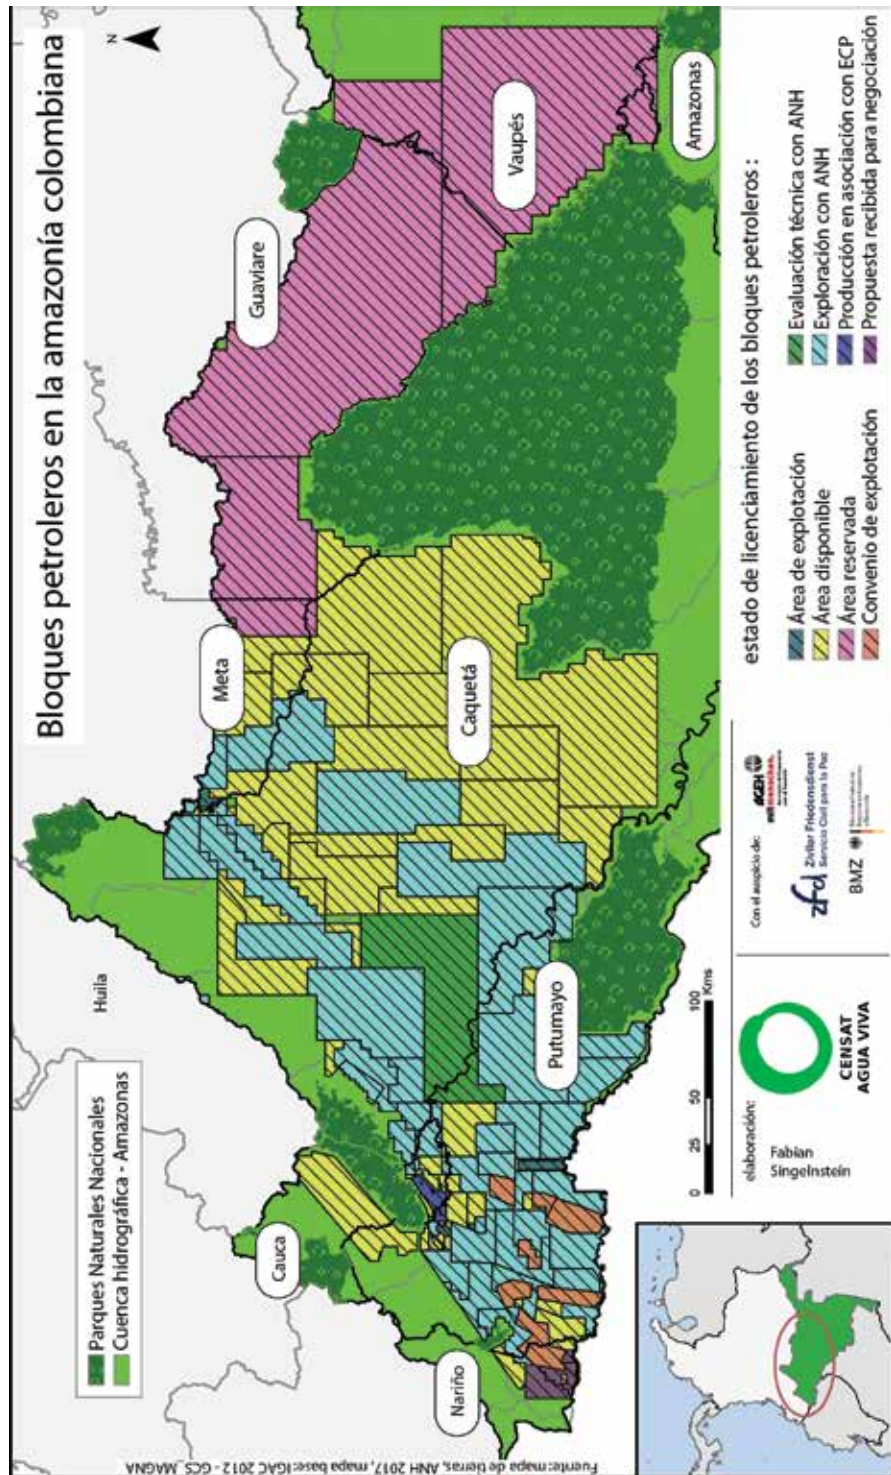 Bloques petroleros en la amazonía colombiana
N
Parques Naturales Nacionales
Cuenca hidrográfica - Amazonas
Huila
Cauca
Nariño
Meta
Guaviare
Caquetá
Putumayo
Vaupés
Amazonas
Fuente: mapa de tierras, ANH 2017, mapa base: IGAC 2012 - GCS_MAGNA
0 25 50 100
Kms
elaboración:
Fabian
Singelnstein
CENSAT
AGUA VIVA
Con el auspicio de:
AGEH
zfd
Ziviler Friedensdienst
Servicio Civil para la Paz
BMZ
estado de licenciamiento de los bloques petroleros :
Área de explotación
Área disponible
Área reservada
Convenio de explotación
Evaluación técnica con ANH
Exploración con ANH
Producción en asociación con ECP
Propuesta recibida para negociación